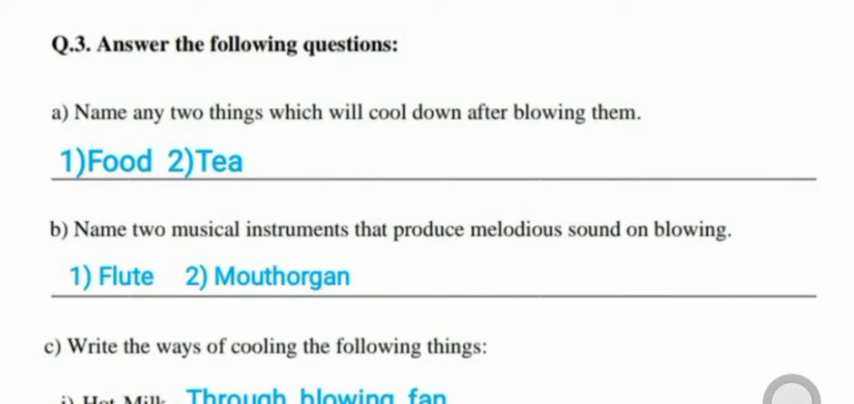 Q.3. Answer the following questions:
a) Name any two things which will cool down after blowing them.
1)Food 2)Tea
b) Name two musical instruments that produce melodious sound on blowing.
1) Flute 2) Mouthorgan
c) Write the ways of cooling the following things:
i) Hot Milk Through blowing, fan